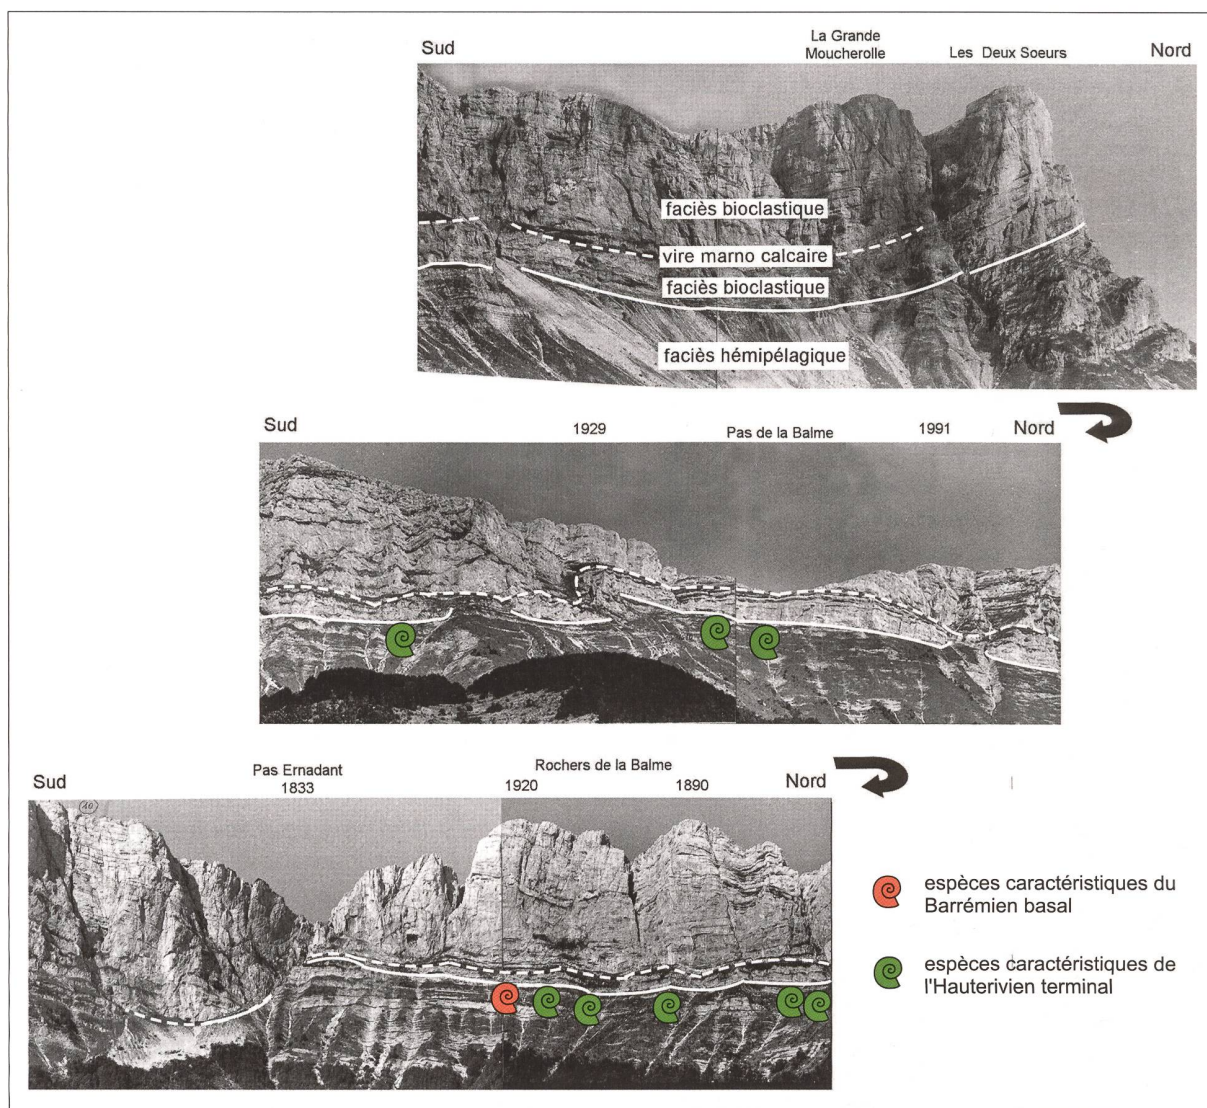 La Grande
Moucherolle
Sud
Les Deux Soeurs
Nord
faciès bioclastique
vire marno calcaire
faciès bioclastique
faciès hémipélagique
Sud
1929
Pas de la Balme
1991
Nord
Sud
Pas Ernadant
1833
Rochers de la Balme
1920
1890
Nord
10
espèces caractéristiques du
Barrémien basal
espèces caractéristiques de
l'Hauterivien terminal